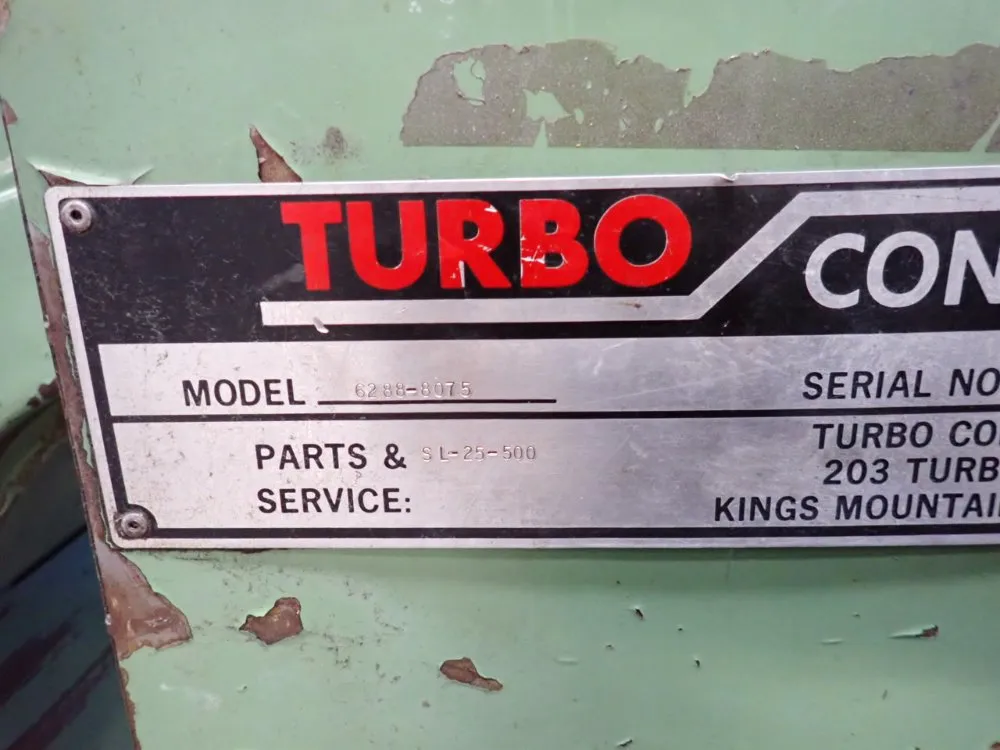 TURBO CON
MODEL 6288-8075 SERIAL NO
PARTS & SL-25-500
SERVICE:
TURBO CO
203 TURB
KINGS MOUNTAI